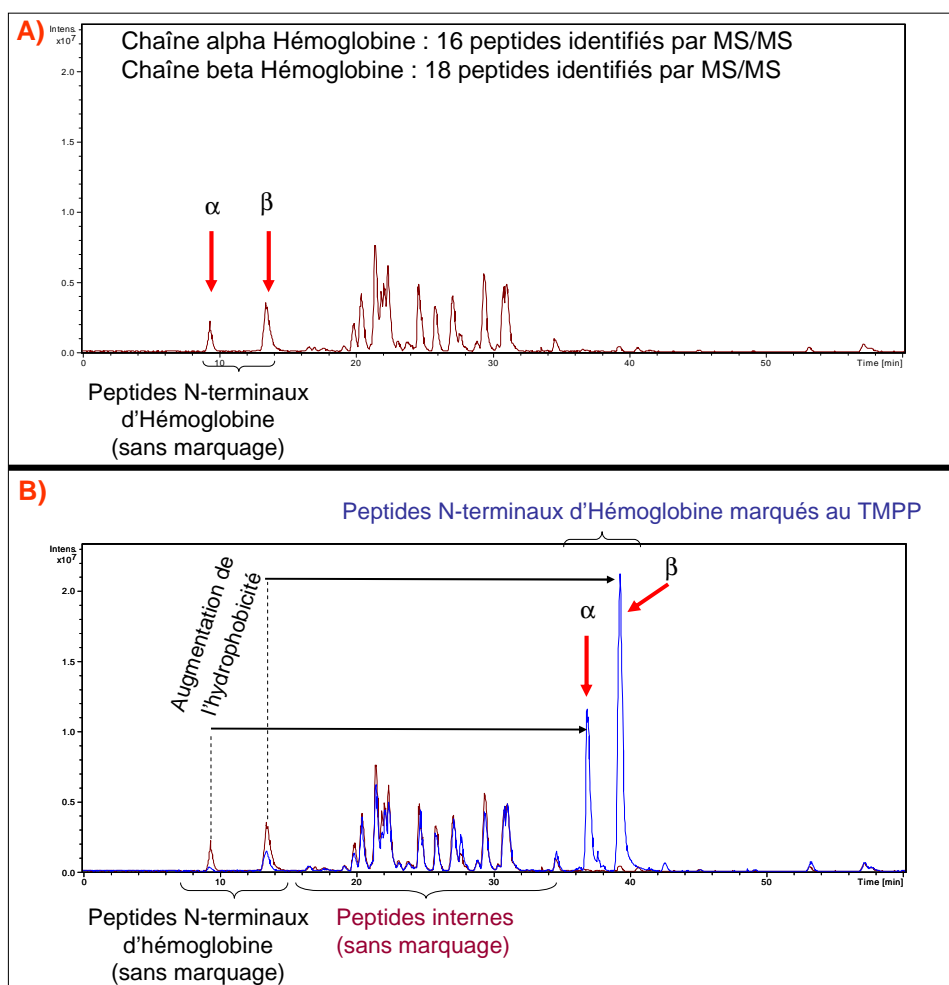 A)
Intens.
x10⁷
Chaîne alpha Hémoglobine : 16 peptides identifiés par MS/MS
Chaîne beta Hémoglobine : 18 peptides identifiés par MS/MS
2.0
1.5
1.0
0.5
0.0
α
β
0 10 20 30 40 50 Time [min]
Peptides N-terminaux
d'Hémoglobine
(sans marquage)
B)
Peptides N-terminaux d'Hémoglobine marqués au TMPP
Intens.
x10⁷
2.0
1.5
1.0
0.5
0.0
Augmentation de
l'hydrophobicité
α
β
0 10 20 30 40 50 Time [min]
Peptides N-terminaux
d'hémoglobine
(sans marquage)
Peptides internes
(sans marquage)